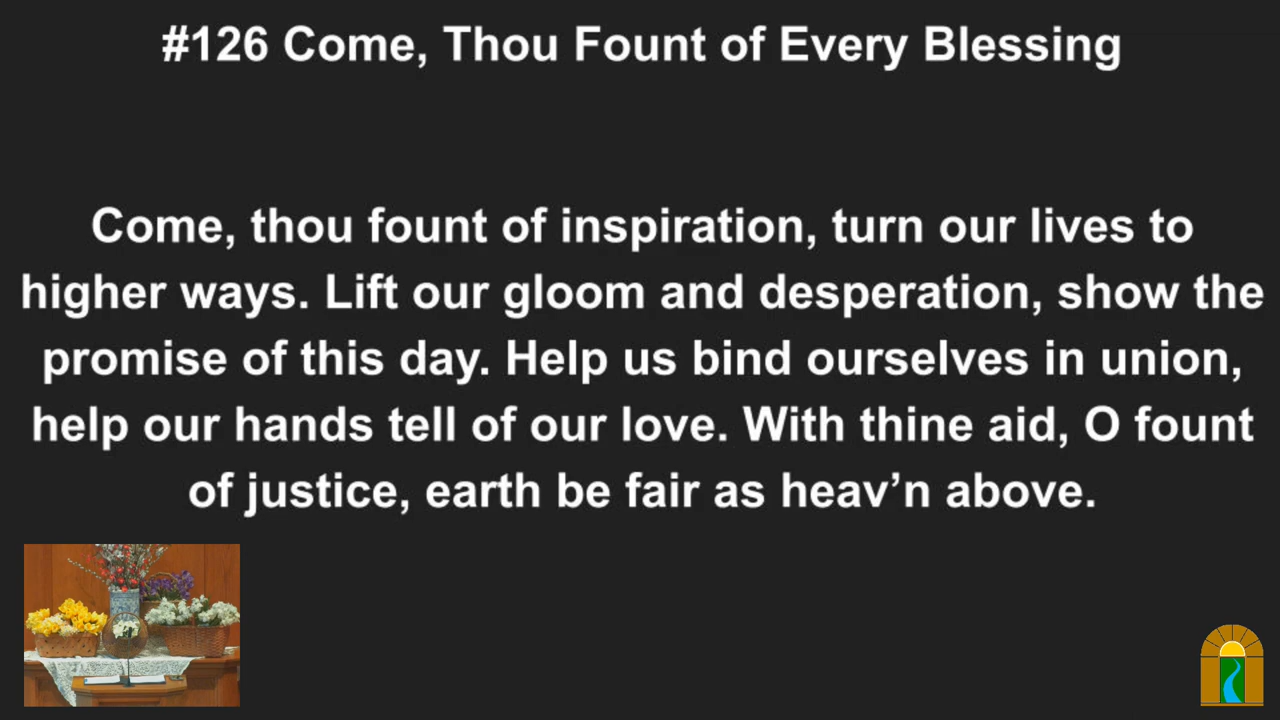 #126 Come, Thou Fount of Every Blessing
Come, thou fount of inspiration, turn our lives to
higher ways. Lift our gloom and desperation, show the
promise of this day. Help us bind ourselves in union,
help our hands tell of our love. With thine aid, O fount
of justice, earth be fair as heav’n above.